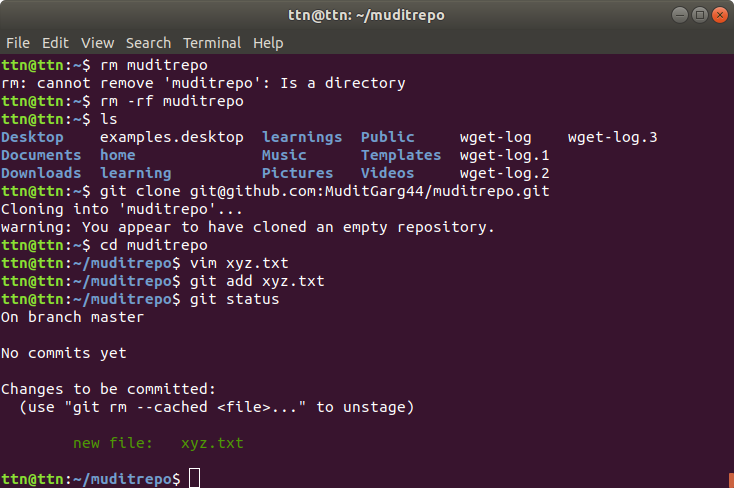 ttn@ttn: ~/muditrepo
File Edit View Search Terminal Help
ttn@ttn:~$ rm muditrepo
rm: cannot remove 'muditrepo': Is a directory
ttn@ttn:~$ rm -rf muditrepo
ttn@ttn:~$ ls
Desktop    examples.desktop  learnings  Public     wget-log    wget-log.3
Documents  home              Music      Templates  wget-log.1
Downloads  learning          Pictures   Videos     wget-log.2
ttn@ttn:~$ git clone git@github.com:MuditGarg44/muditrepo.git
Cloning into 'muditrepo'...
warning: You appear to have cloned an empty repository.
ttn@ttn:~$ cd muditrepo
ttn@ttn:~/muditrepo$ vim xyz.txt
ttn@ttn:~/muditrepo$ git add xyz.txt
ttn@ttn:~/muditrepo$ git status
On branch master
No commits yet
Changes to be committed:
  (use "git rm --cached <file>..." to unstage)
        new file:   xyz.txt
ttn@ttn:~/muditrepo$